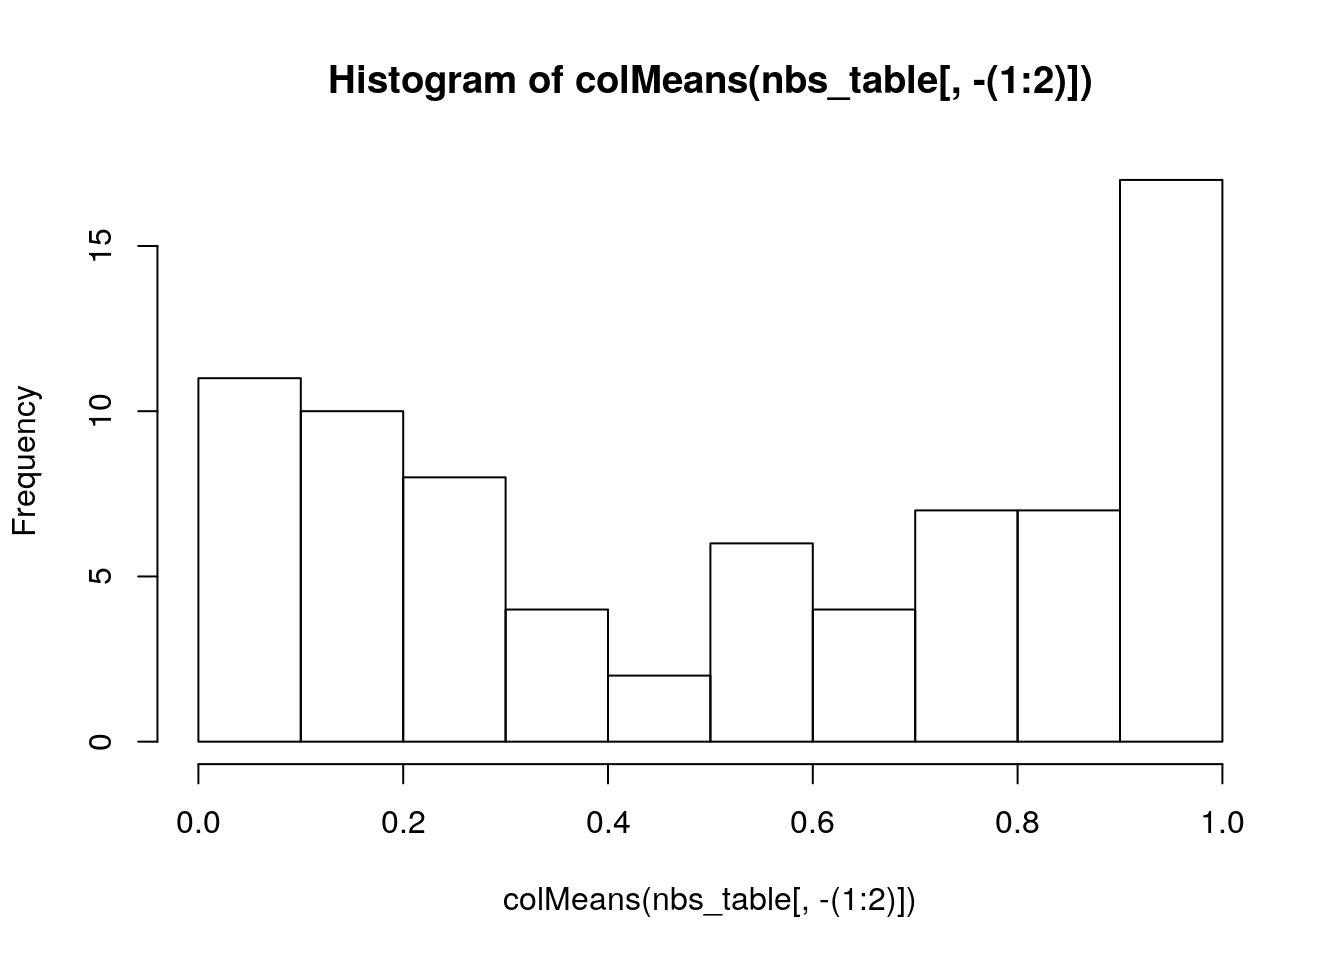 Histogram of colMeans(nbs_table[, -(1:2)])
Frequency
15
10
5
0
0.0 0.2 0.4 0.6 0.8 1.0
colMeans(nbs_table[, -(1:2)])